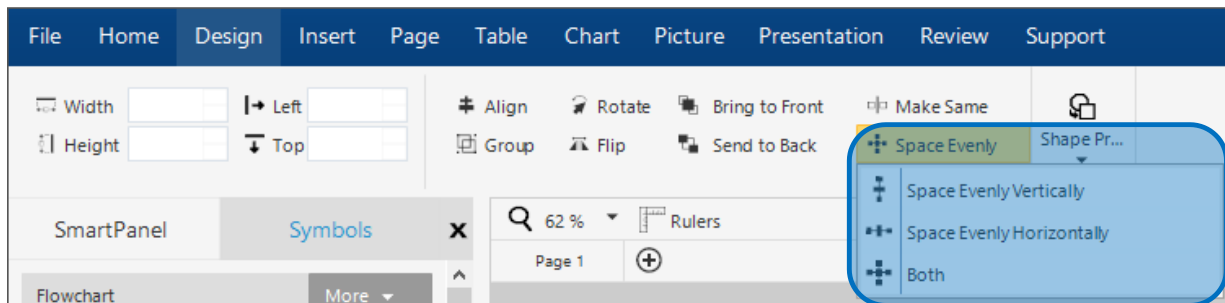 File Home Design Insert Page Table Chart Picture Presentation Review Support
Width Left Align Rotate Bring to Front Make Same
Height Top Group Flip Send to Back Space Evenly Shape Pr...
Space Evenly Vertically
SmartPanel Symbols x 62 % Rulers
Space Evenly Horizontally
Page 1
Both
Flowchart More